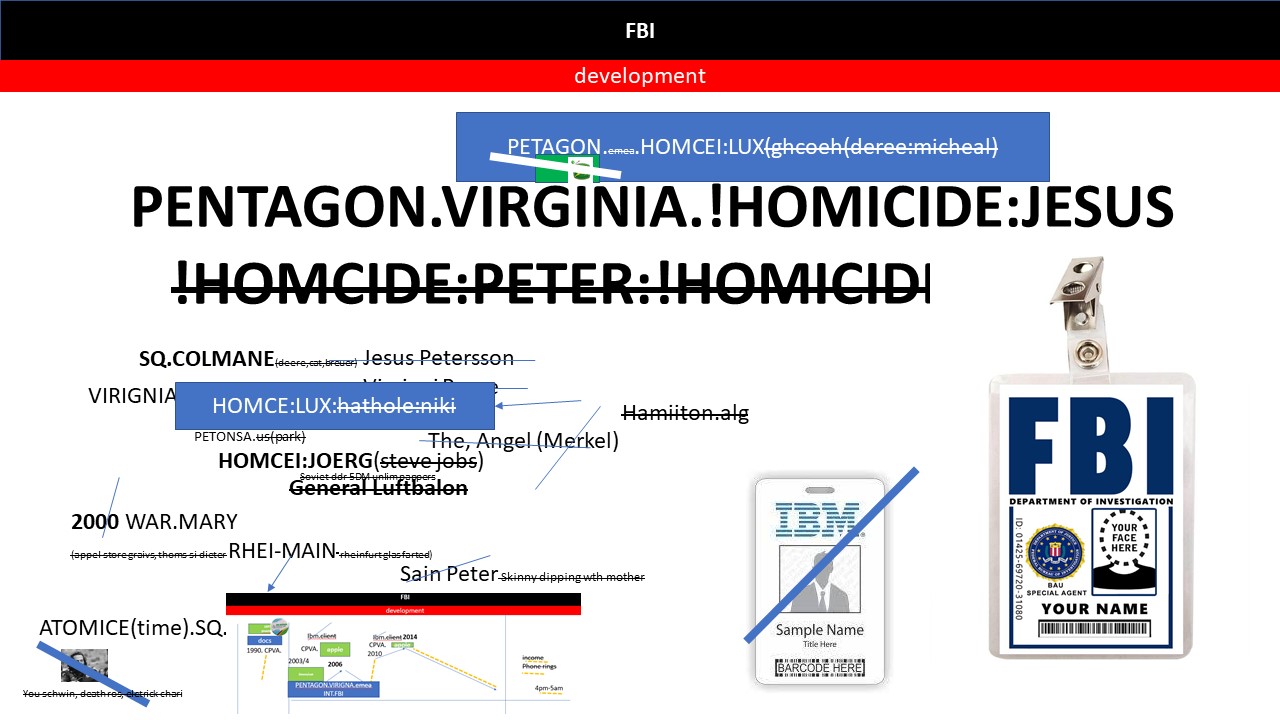 FBI
development
PETAGON.emea.HOMCEI:LUX(ghcoeh(deree:micheal)
PENTAGON.VIRGINIA.!HOMICIDE:JESUS
!HOMCIDE:PETER:!HOMICIDI
SQ.COLMANE(deere,cat,breuer) Jesus Petersson
VIRIGNIA
HOMCE:LUX:hathole:niki
Hamiiton.alg
PETONSA.us(park)
The, Angel (Merkel)
HOMCEI:JOERG(steve jobs)
Soviet ddr 5DM unlim pappers
General Luftbalon
2000 WAR.MARY
(appel store graivs, thoms si dieter RHEI-MAIN rheinfurt glas farted)
Sain Peter Skinny dipping wth mother
ATOMICE(time).SQ.
You schwin, death ros, eletrick chari
FBI
development
docs
1990. CPVA.
Ibm.client
CPVA.
apple
2003/4
2006
Ibm.client 2014
CPVA.
apple
2010
PENTAGON.VIRIGNA.emea
INT.FBI
income
Phone rings
4pm-5am
IBM
Sample Name
Title Here
BARCODE HERE
FBI
DEPARTMENT OF INVESTIGATION
ID: 01425-69720-31080
YOUR
FACE
HERE
BAU
SPECIAL AGENT
YOUR NAME